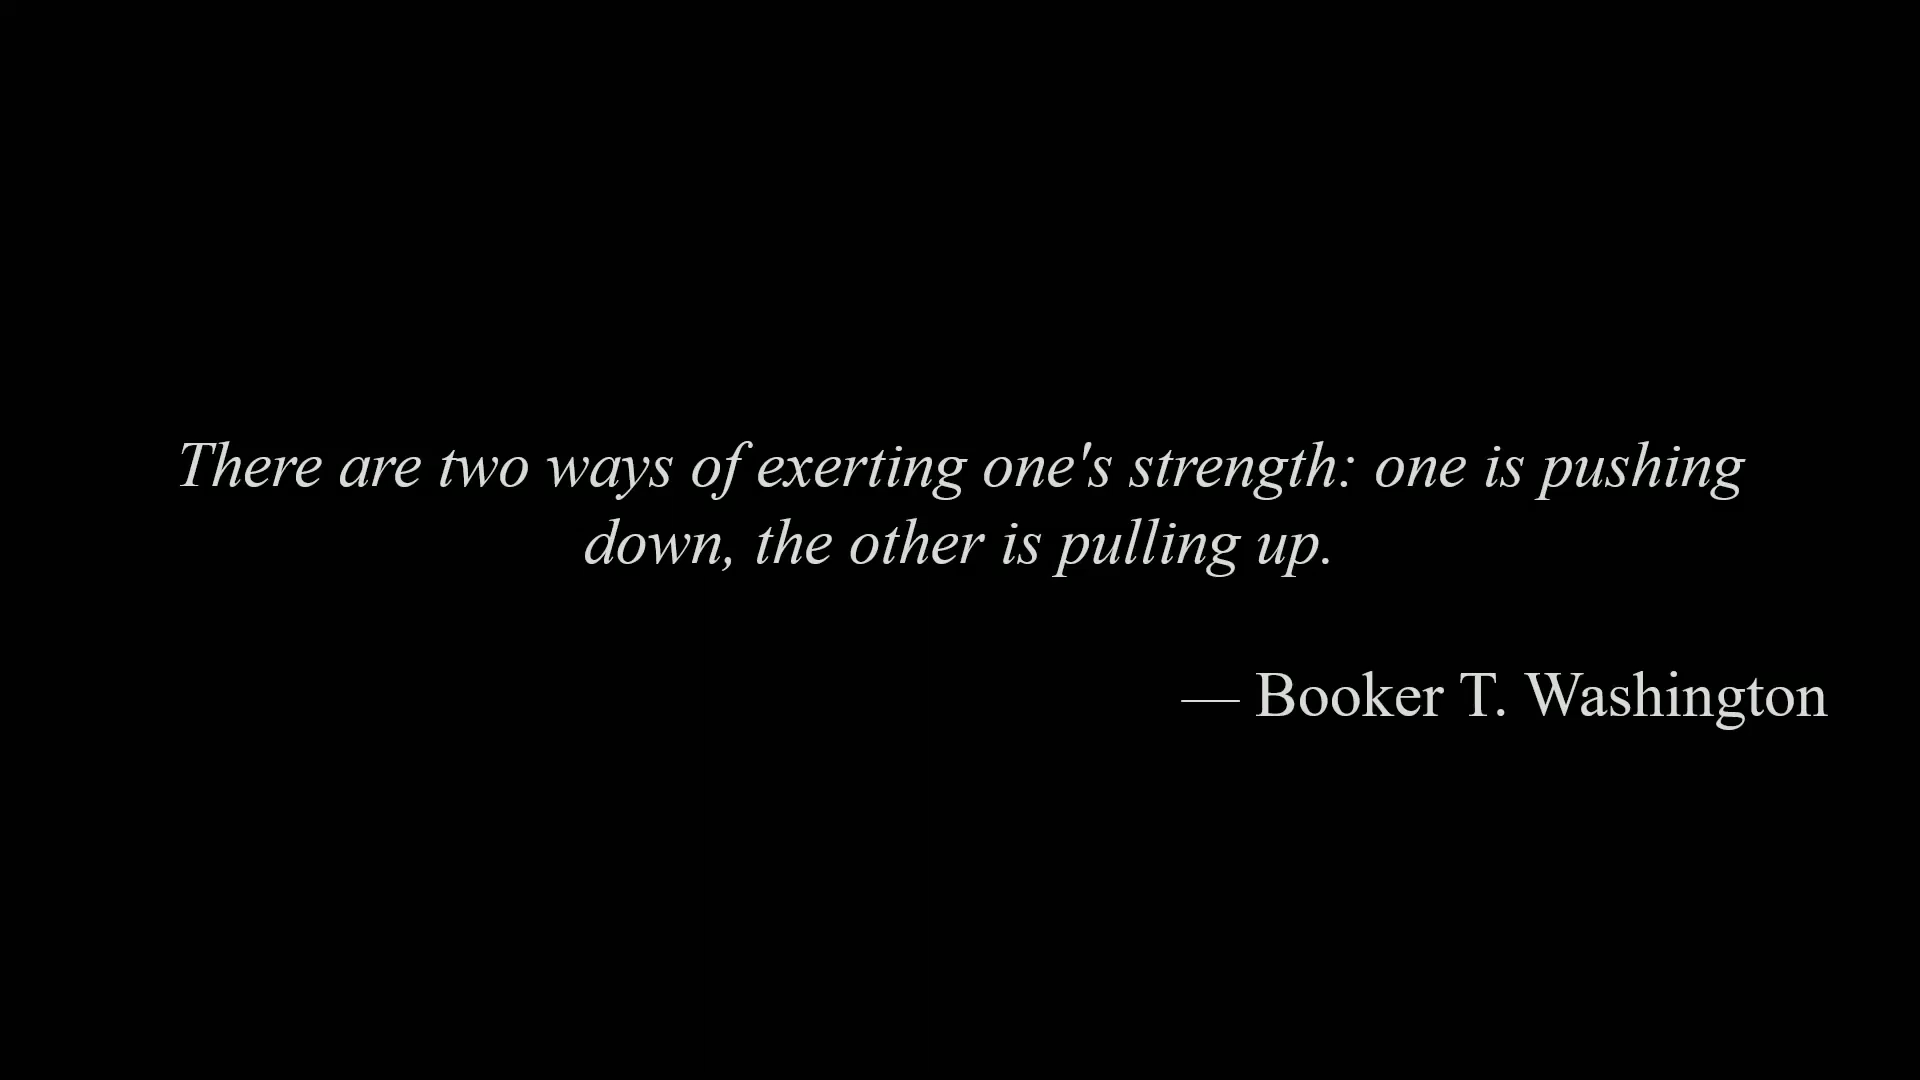 There are two ways of exerting one's strength: one is pushing
down, the other is pulling up.
— Booker T. Washington